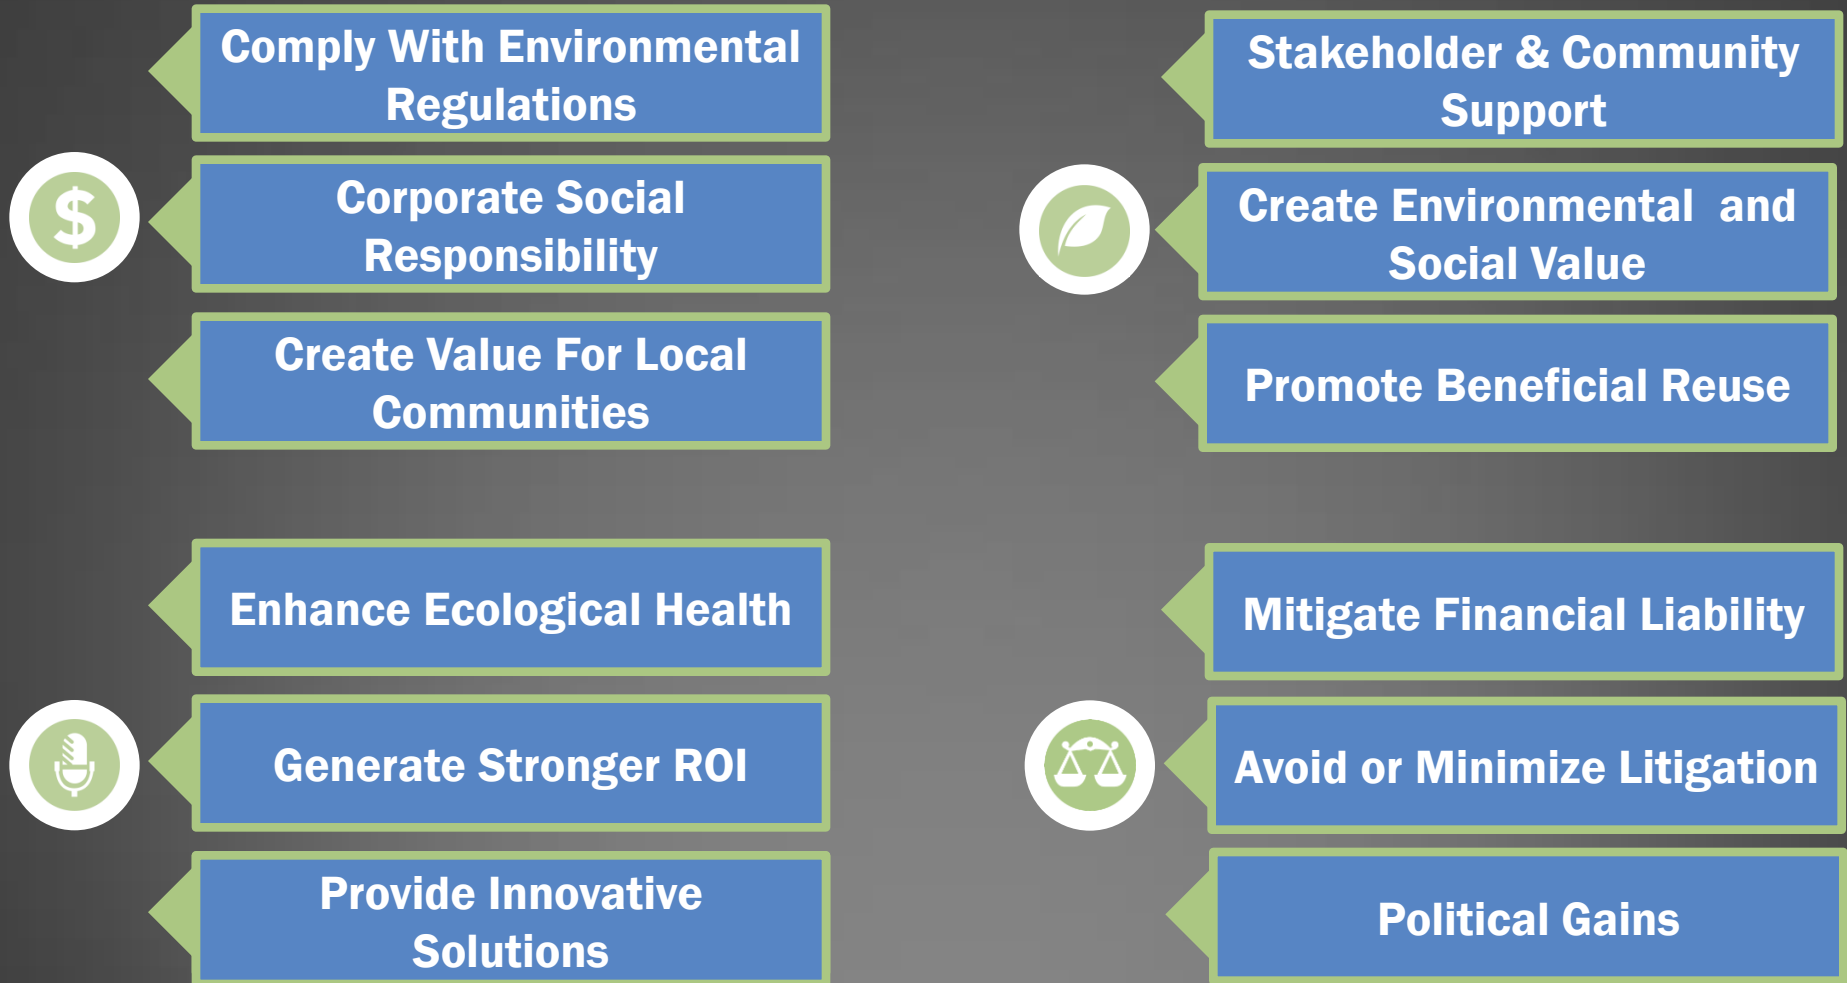 Comply With Environmental
Regulations
Corporate Social
Responsibility
Create Value For Local
Communities
Stakeholder & Community
Support
Create Environmental  and
Social Value
Promote Beneficial Reuse
Enhance Ecological Health
Generate Stronger ROI
Provide Innovative
Solutions
Mitigate Financial Liability
Avoid or Minimize Litigation
Political Gains